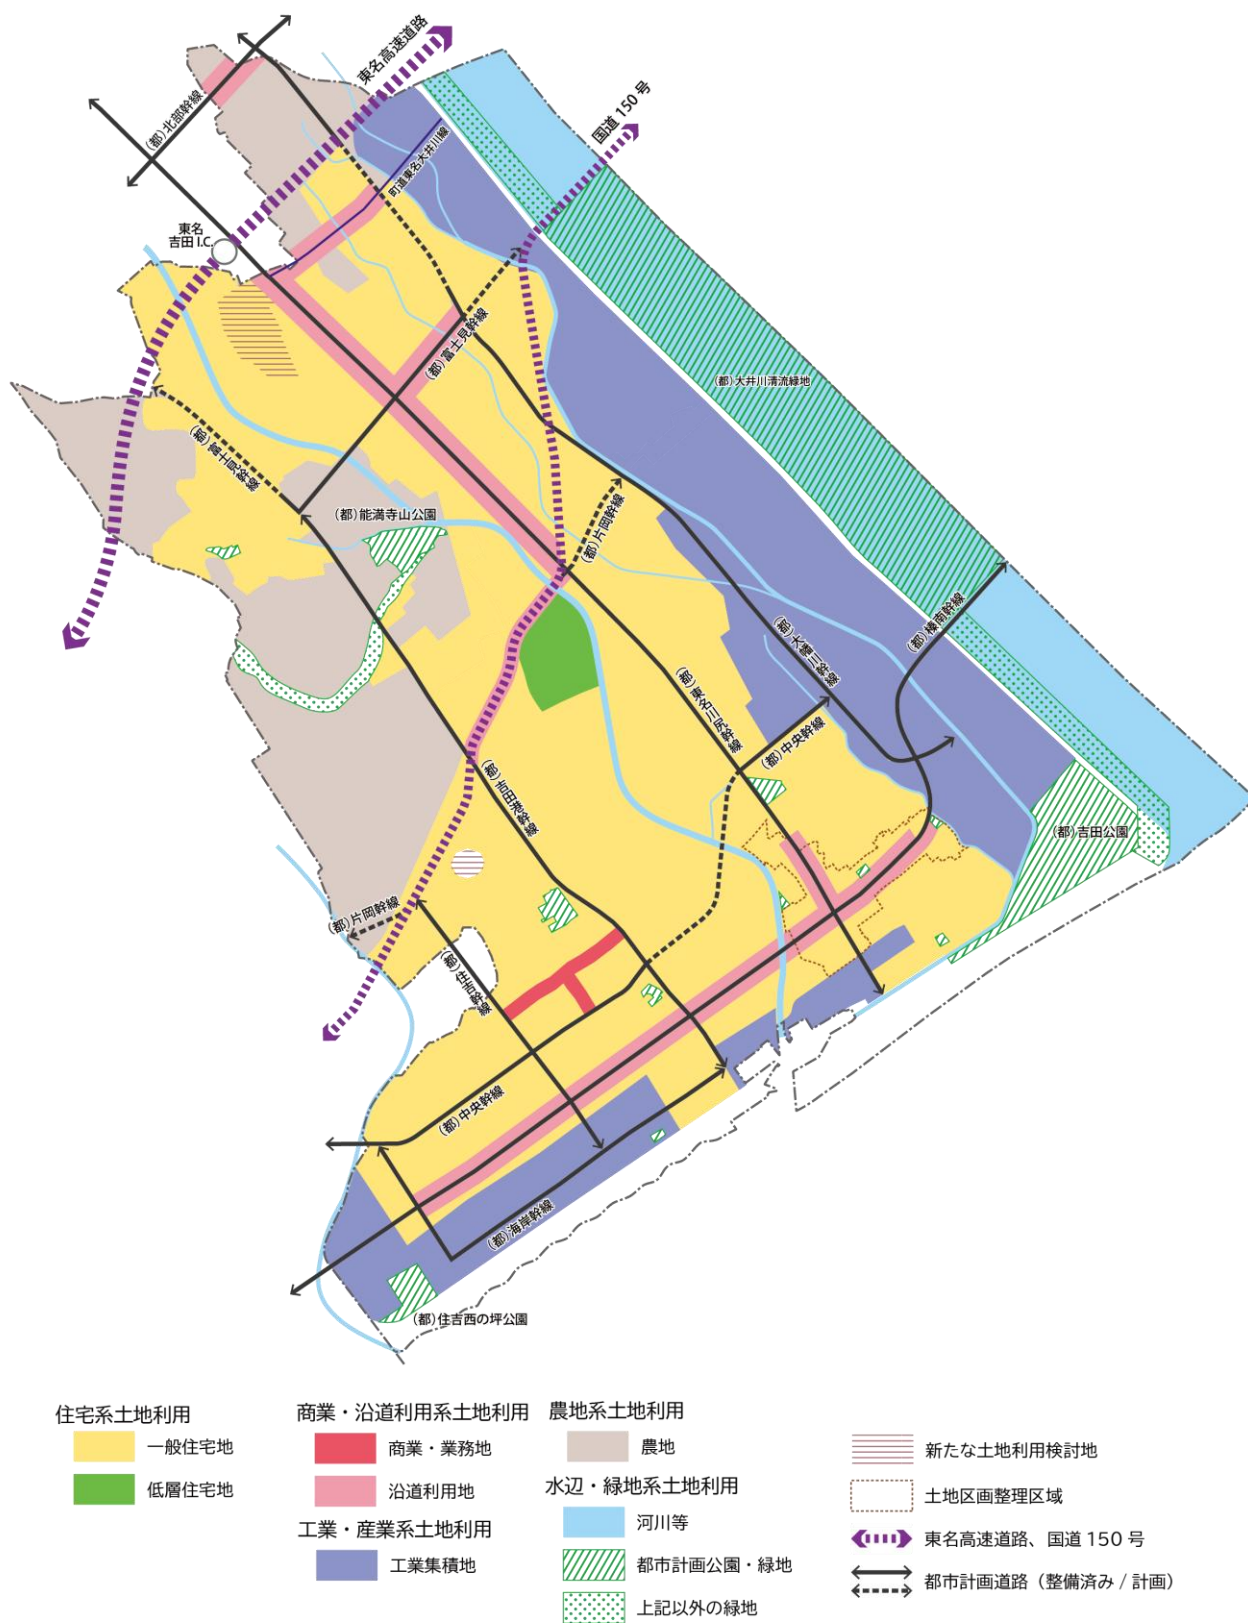 東名高速道路
国道 150 号
(都)北部幹線
町道東名大井川線
東名
吉田 I.C.
(都)富士見幹線
(都)大井川清流緑地
(都)富士見幹線
(都)能満寺山公園
(都)片岡幹線
(都)榛南幹線
(都)大幡川幹線
(都)東名川尻幹線
(都)中央幹線
(都)吉田港幹線
(都)吉田公園
(都)片岡幹線
(都)住吉幹線
(都)中央幹線
(都)海岸幹線
(都)住吉西の坪公園
住宅系土地利用
一般住宅地
低層住宅地
商業・沿道利用系土地利用
商業・業務地
沿道利用地
工業・産業系土地利用
工業集積地
農地系土地利用
農地
水辺・緑地系土地利用
河川等
都市計画公園・緑地
上記以外の緑地
新たな土地利用検討地
土地区画整理区域
東名高速道路、国道 150 号
都市計画道路（整備済み / 計画）